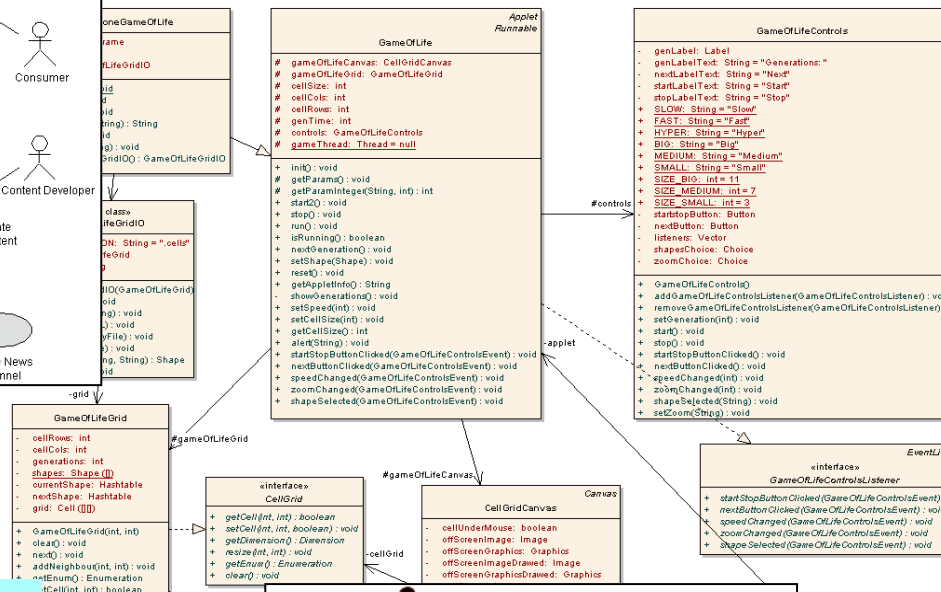 Consumer
Content Developer
te
tent
e News
nnel
oneGameOfLife
rame
ifeGridIO
oid
id
oid
tring) : String
id
g) : void
GridIO() : GameOfLifeGridIO
class»
ifeGridIO
ON: String = ".cells"
feGrid
g
dIO(GameOfLifeGrid)
oid
ng) : void
L) : void
yFile) : void
e) : void
ng, String) : Shape
) : void
-grid
Applet
Runnable
GameOfLife
# gameOfLifeCanvas: CellGridCanvas
# gameOfLifeGrid: GameOfLifeGrid
# cellSize: int
# cellCols: int
# cellRows: int
# genTime: int
# controls: GameOfLifeControls
# gameThread: Thread = null
+ init() : void
# getParams() : void
# getParamInteger(String, int) : int
+ start2() : void
+ stop() : void
+ run() : void
+ isRunning() : boolean
+ nextGeneration() : void
+ setShape(Shape) : void
+ reset() : void
+ getAppletInfo() : String
- showGenerations() : void
+ setSpeed(int) : void
+ setCellSize(int) : void
+ getCellSize() : int
+ alert(String) : void
+ startStopButtonClicked(GameOfLifeControlsEvent) : void
+ nextButtonClicked(GameOfLifeControlsEvent) : void
+ speedChanged(GameOfLifeControlsEvent) : void
+ zoomChanged(GameOfLifeControlsEvent) : void
+ shapeSelected(GameOfLifeControlsEvent) : void
#controls
-applet
GameOfLifeControls
- genLabel: Label
- genLabelText: String = "Generations: "
- nextLabelText: String = "Next"
- startLabelText: String = "Start"
- stopLabelText: String = "Stop"
+ SLOW: String = "Slow"
+ FAST: String = "Fast"
+ HYPER: String = "Hyper"
+ BIG: String = "Big"
+ MEDIUM: String = "Medium"
+ SMALL: String = "Small"
+ SIZE_BIG: int = 11
+ SIZE_MEDIUM: int = 7
+ SIZE_SMALL: int = 3
- startstopButton: Button
- nextButton: Button
- listeners: Vector
- shapesChoice: Choice
- zoomChoice: Choice
+ GameOfLifeControls()
+ addGameOfLifeControlsListener(GameOfLifeControlsListener) : vo
+ removeGameOfLifeControlsListener(GameOfLifeControlsListener)
+ setGeneration(int) : void
+ start() : void
+ stop() : void
+ startStopButtonClicked() : void
+ nextButtonClicked() : void
+ speedChanged(int) : void
+ zoomChanged(int) : void
+ shapeSelected(String) : void
+ setZoom(String) : void
GameOfLifeGrid
- cellRows: int
- cellCols: int
- generations: int
- shapes: Shape ([])
- currentShape: Hashtable
- nextShape: Hashtable
- grid: Cell ([][])
+ GameOfLifeGrid(int, int)
+ clear() : void
+ next() : void
+ addNeighbour(int, int) : void
+ getEnum() : Enumeration
etCell(int, int) : boolean
#gameOfLifeGrid
«interface»
CellGrid
+ getCell(int, int) : boolean
+ setCell(int, int, boolean) : void
+ getDimension() : Dimension
+ resize(int, int) : void
+ getEnum() : Enumeration
+ clear() : void
-cellGrid
#gameOfLifeCanvas
Canvas
CellGridCanvas
- cellUnderMouse: boolean
- offScreenImage: Image
- offScreenGraphics: Graphics
- offScreenImageDrawed: Image
- offScreenGraphicsDrawed: Graphics
EventLi
«interface»
GameOfLifeControlsListener
+ startStopButtonClicked(GameOfLifeControlsEvent)
+ nextButtonClicked(GameOfLifeControlsEvent) : voi
+ speedChanged(GameOfLifeControlsEvent) : void
+ zoomChanged(GameOfLifeControlsEvent) : void
+ shapeSelected(GameOfLifeControlsEvent) : void